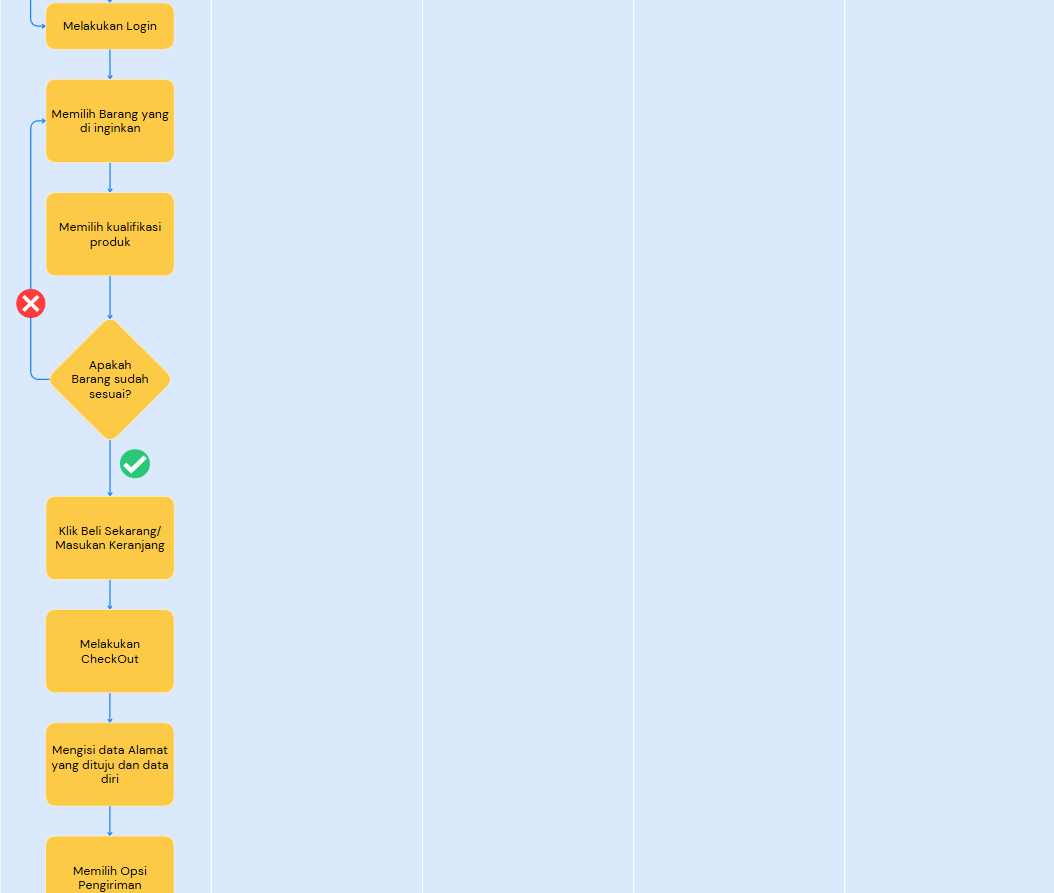 Melakukan Login
Memilih Barang yang
di inginkan
Memilih kualifikasi
produk
Apakah
Barang sudah
sesuai?
Klik Beli Sekarang/
Masukan Keranjang
Melakukan
CheckOut
Mengisi data Alamat
yang dituju dan data
diri
Memilih Opsi
Pengiriman